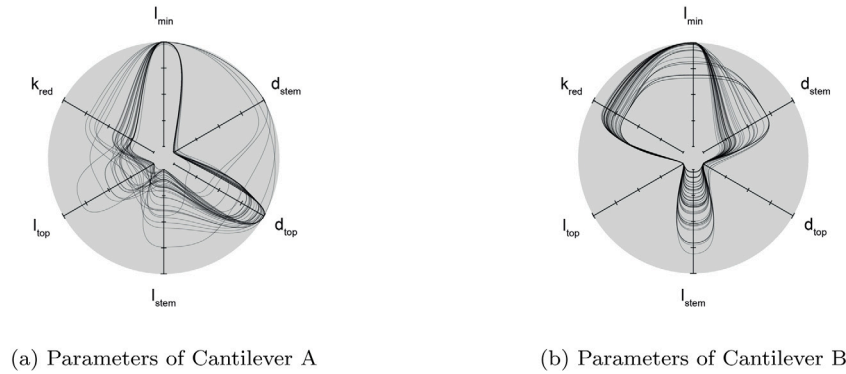 l_min
k_red
d_stem
l_top
d_top
l_stem
l_min
k_red
d_stem
l_top
d_top
l_stem
(a) Parameters of Cantilever A
(b) Parameters of Cantilever B